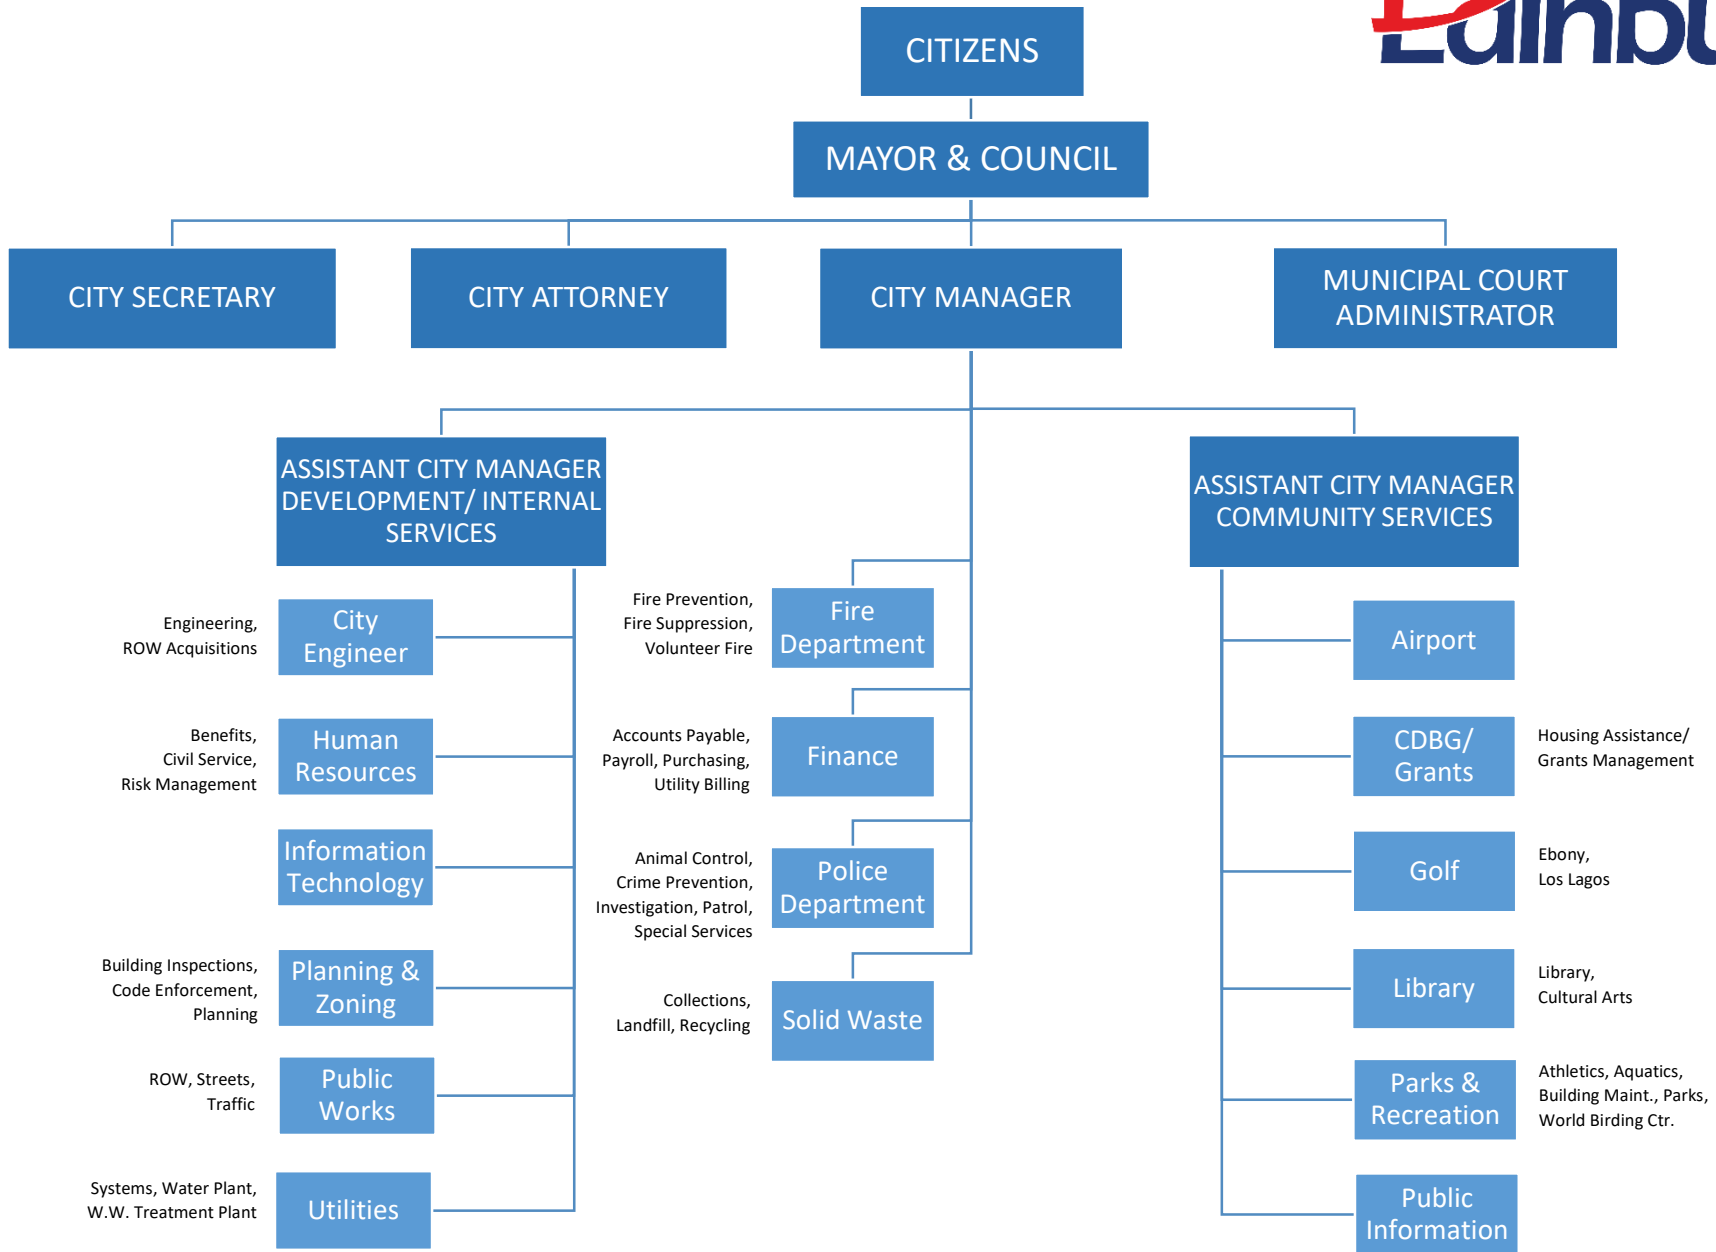 CITIZENS
MAYOR & COUNCIL
CITY SECRETARY
CITY ATTORNEY
CITY MANAGER
MUNICIPAL COURT
ADMINISTRATOR
ASSISTANT CITY MANAGER
DEVELOPMENT/ INTERNAL
SERVICES
Engineering,
ROW Acquisitions
City
Engineer
Benefits,
Civil Service,
Risk Management
Human
Resources
Information
Technology
Building Inspections,
Code Enforcement,
Planning
Planning &
Zoning
ROW, Streets,
Traffic
Public
Works
Systems, Water Plant,
W.W. Treatment Plant
Utilities
Fire Prevention,
Fire Suppression,
Volunteer Fire
Fire
Department
Accounts Payable,
Payroll, Purchasing,
Utility Billing
Finance
Animal Control,
Crime Prevention,
Investigation, Patrol,
Special Services
Police
Department
Collections,
Landfill, Recycling
Solid Waste
ASSISTANT CITY MANAGER
COMMUNITY SERVICES
Airport
CDBG/
Grants
Housing Assistance/
Grants Management
Golf
Ebony,
Los Lagos
Library
Library,
Cultural Arts
Parks &
Recreation
Athletics, Aquatics,
Building Maint., Parks,
World Birding Ctr.
Public
Information